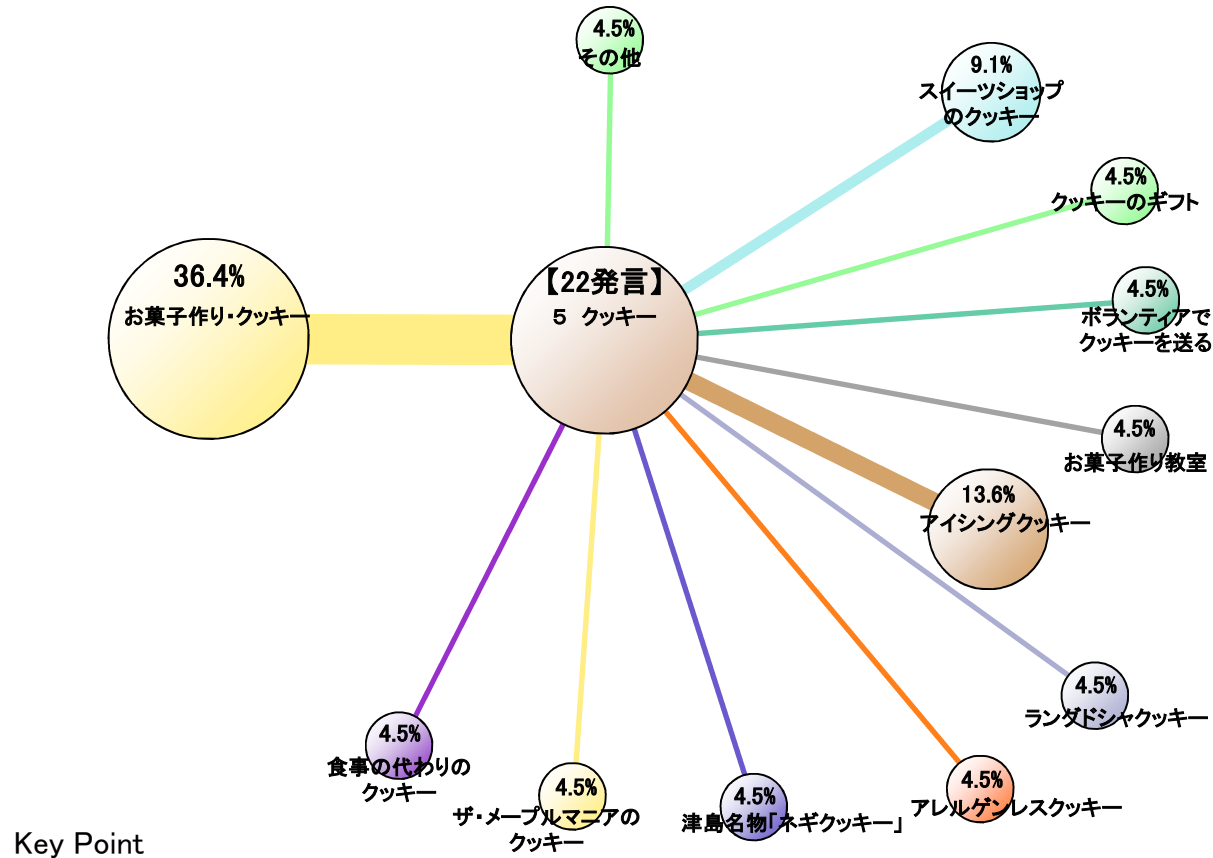 4.5%
その他
9.1%
スイーツショップ
のクッキー
4.5%
クッキーのギフト
36.4%
お菓子作り・クッキー
【22発言】
５ クッキー
4.5%
ボランティアで
クッキーを送る
4.5%
お菓子作り教室
13.6%
アイシングクッキー
4.5%
ラングドシャクッキー
4.5%
食事の代わりの
クッキー
4.5%
ザ・メープルマニアの
クッキー
4.5%
津島名物「ネギクッキー」
4.5%
アレルゲンレスクッキー
Key Point